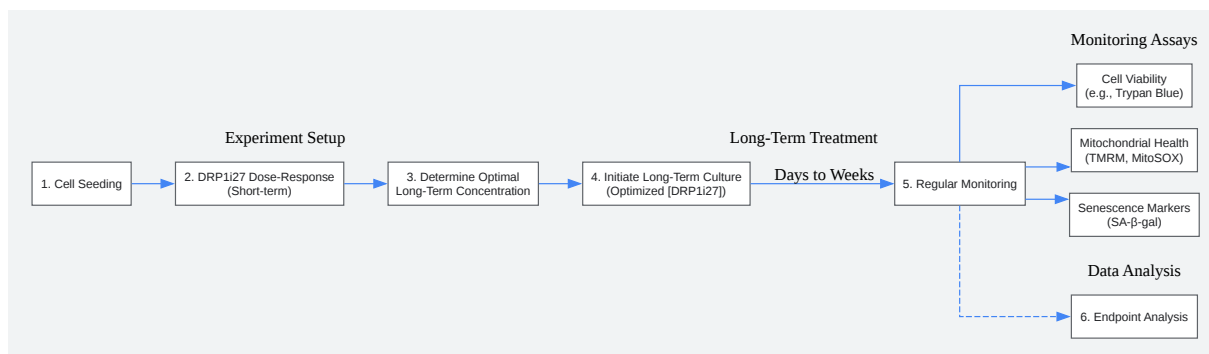 Experiment Setup
1. Cell Seeding
2. DRP1i27 Dose-Response
(Short-term)
3. Determine Optimal
Long-Term Concentration
Long-Term Treatment
4. Initiate Long-Term Culture
(Optimized [DRP1i27])
Days to Weeks
5. Regular Monitoring
Monitoring Assays
Cell Viability
(e.g., Trypan Blue)
Mitochondrial Health
(TMRM, MitoSOX)
Senescence Markers
(SA-β-gal)
Data Analysis
6. Endpoint Analysis